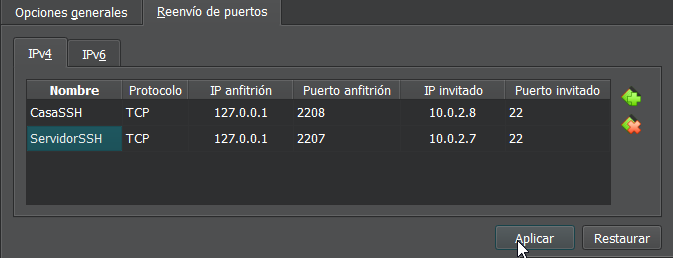 Opciones generales Reenvío de puertos
IPv4 IPv6
Nombre Protocolo IP anfitrión Puerto anfitrión IP invitado Puerto invitado
CasaSSH TCP 127.0.0.1 2208 10.0.2.8 22
ServidorSSH TCP 127.0.0.1 2207 10.0.2.7 22
Aplicar Restaurar